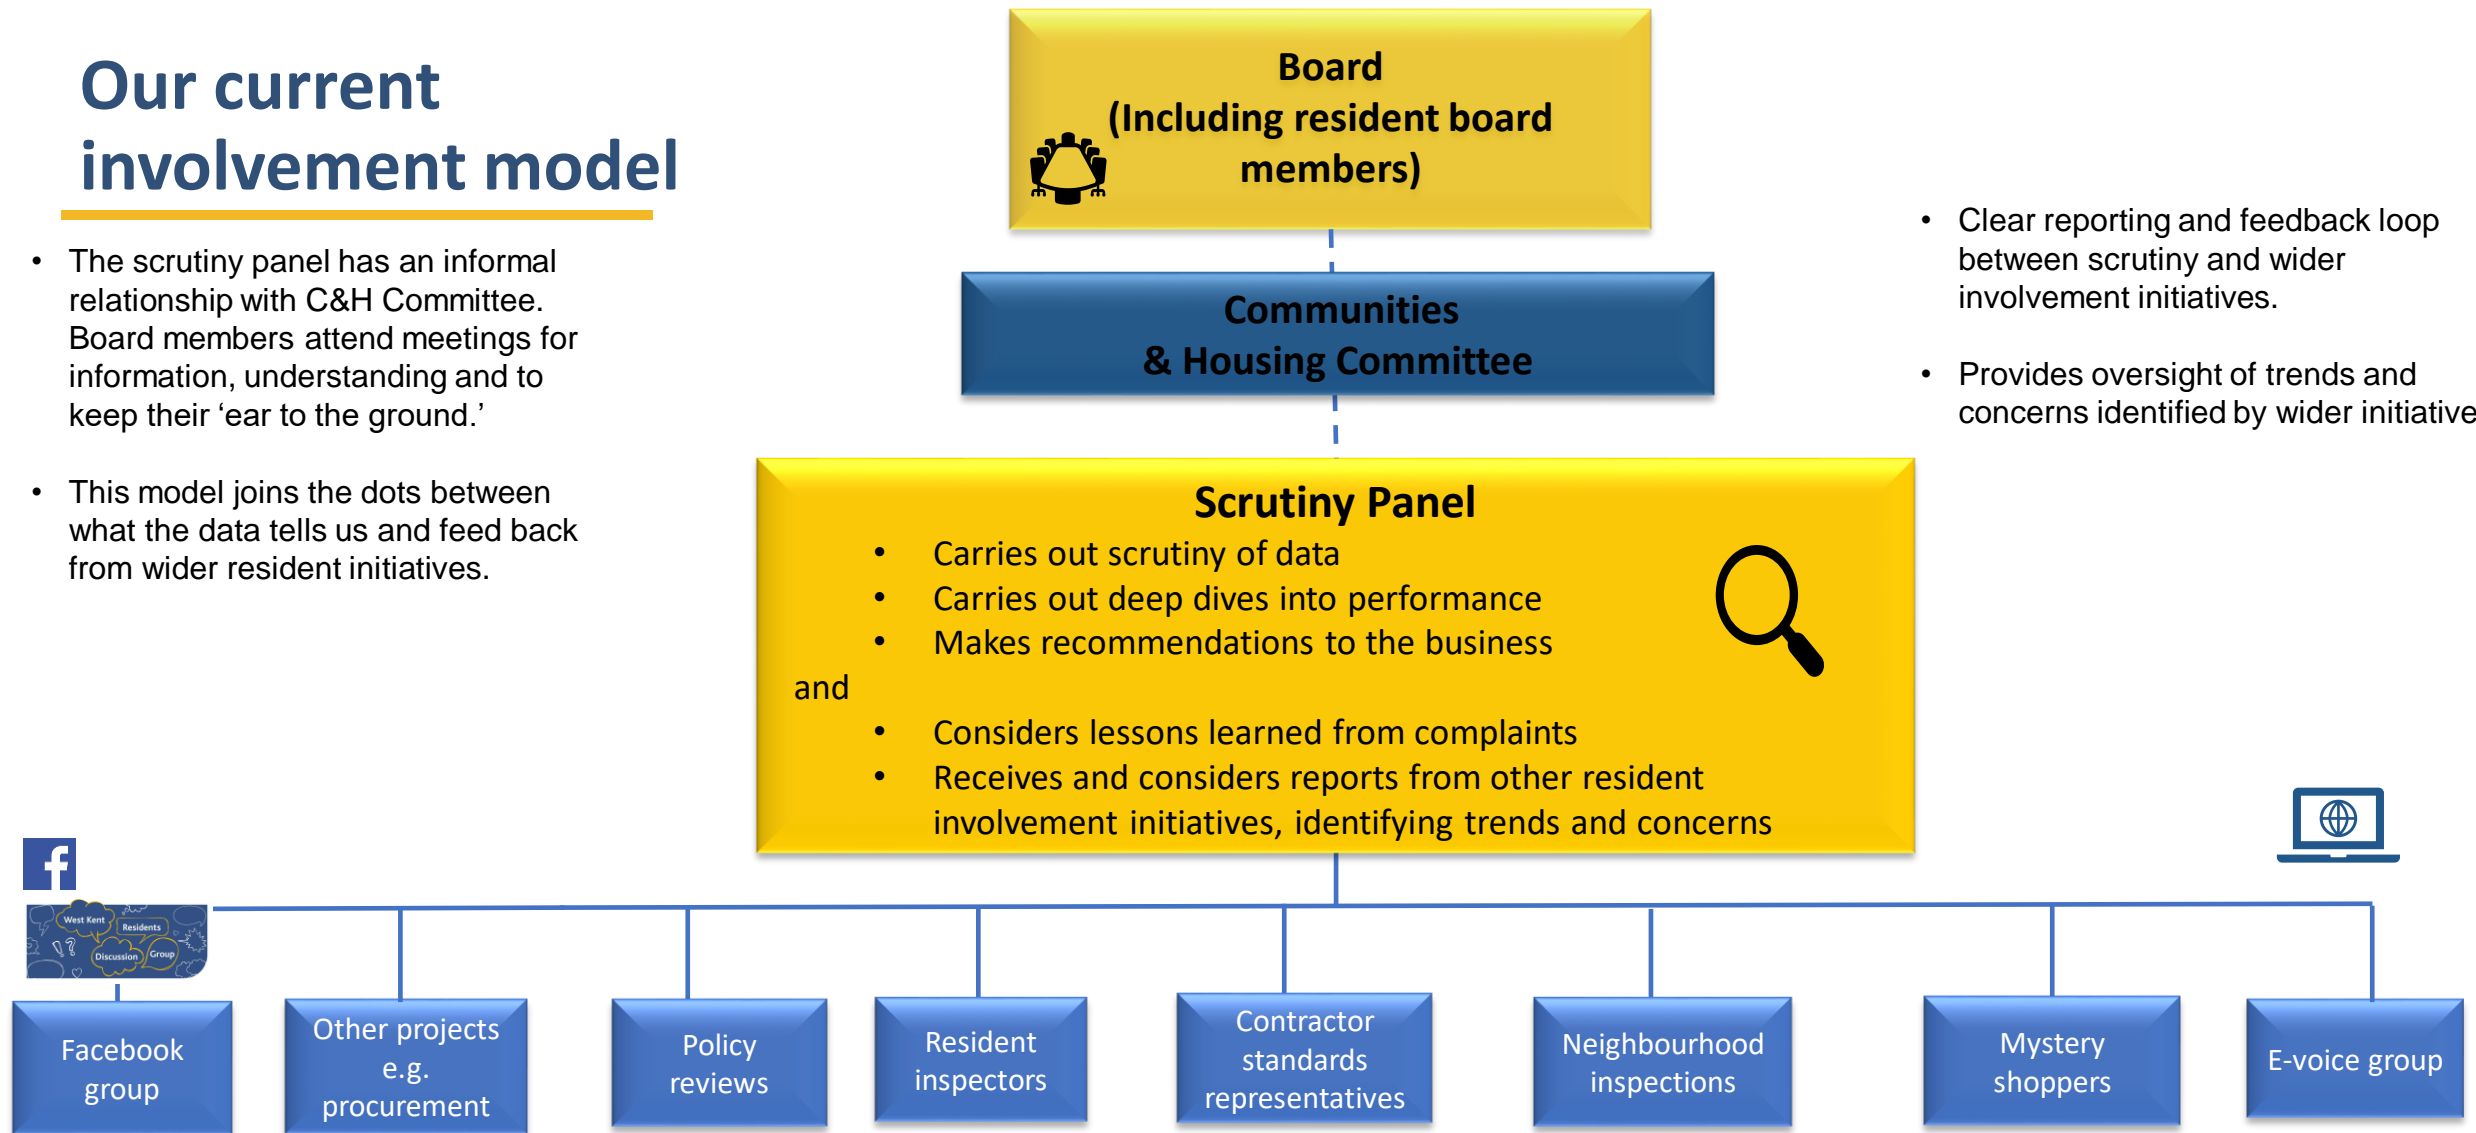 Our current
involvement model
• The scrutiny panel has an informal
relationship with C&H Committee.
Board members attend meetings for
information, understanding and to
keep their ‘ear to the ground.’
• This model joins the dots between
what the data tells us and feed back
from wider resident initiatives.
Board
(Including resident board
members)
Communities
& Housing Committee
• Clear reporting and feedback loop
between scrutiny and wider
involvement initiatives.
• Provides oversight of trends and
concerns identified by wider initiative
Scrutiny Panel
• Carries out scrutiny of data
• Carries out deep dives into performance
• Makes recommendations to the business
and
• Considers lessons learned from complaints
• Receives and considers reports from other resident
involvement initiatives, identifying trends and concerns
f
West Kent
Residents
Discussion
Group
Facebook
group
Other projects
e.g.
procurement
Policy
reviews
Resident
inspectors
Contractor
standards
representatives
Neighbourhood
inspections
Mystery
shoppers
E-voice group